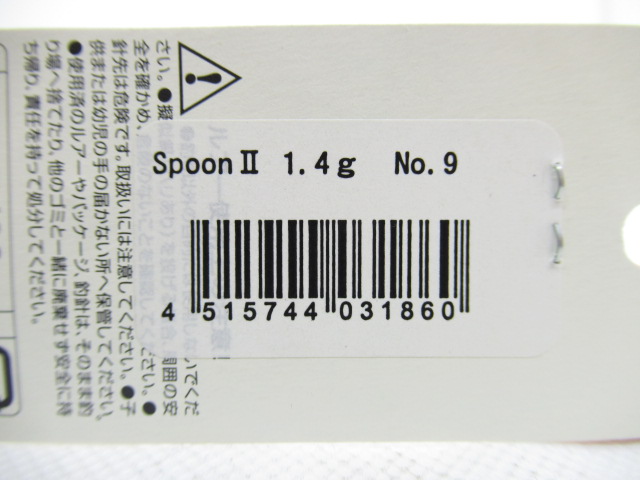 Spoon Ⅱ 1.4g No.9
4 515744 031860
さい。●擬
全を確かめ、
針先は危険です。取扱いには注意してください。●子
供または幼児の手の届かない所へ保管してください。
●使用済のルアーやパッケージ、釣針は、そのまま釣
り場へ捨てたり、他のゴミと一緒に廃棄せず安全に持
ち帰り、責任を持って処分してください。